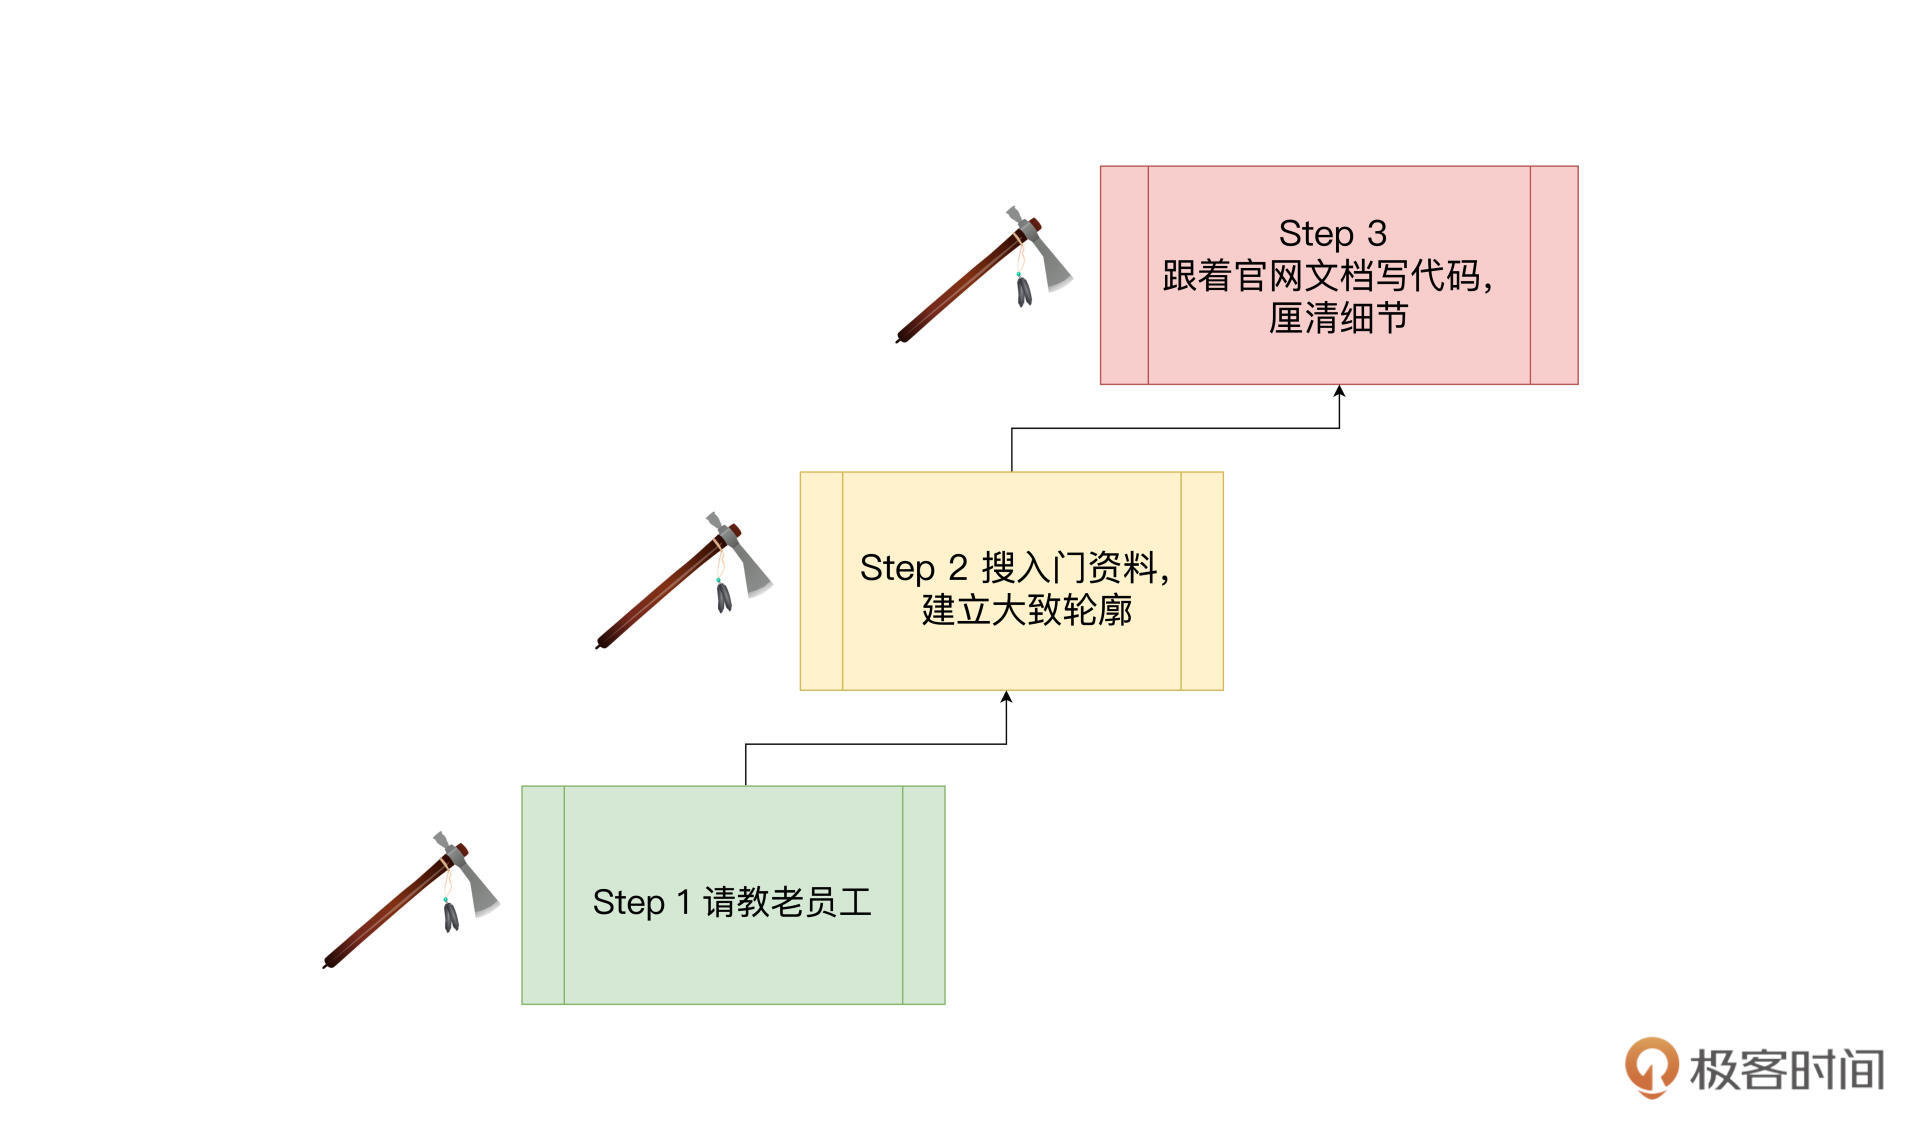 Step 3
跟着官网文档写代码，
厘清细节
Step 2 搜入门资料，
建立大致轮廓
Step 1 请教老员工
极客时间